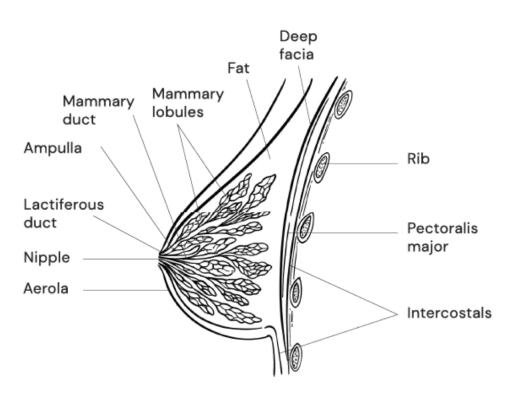 Deep
facia
Fat
Mammary
lobules
Mammary
duct
Ampulla
Rib
Lactiferous
duct
Pectoralis
major
Nipple
Aerola
Intercostals